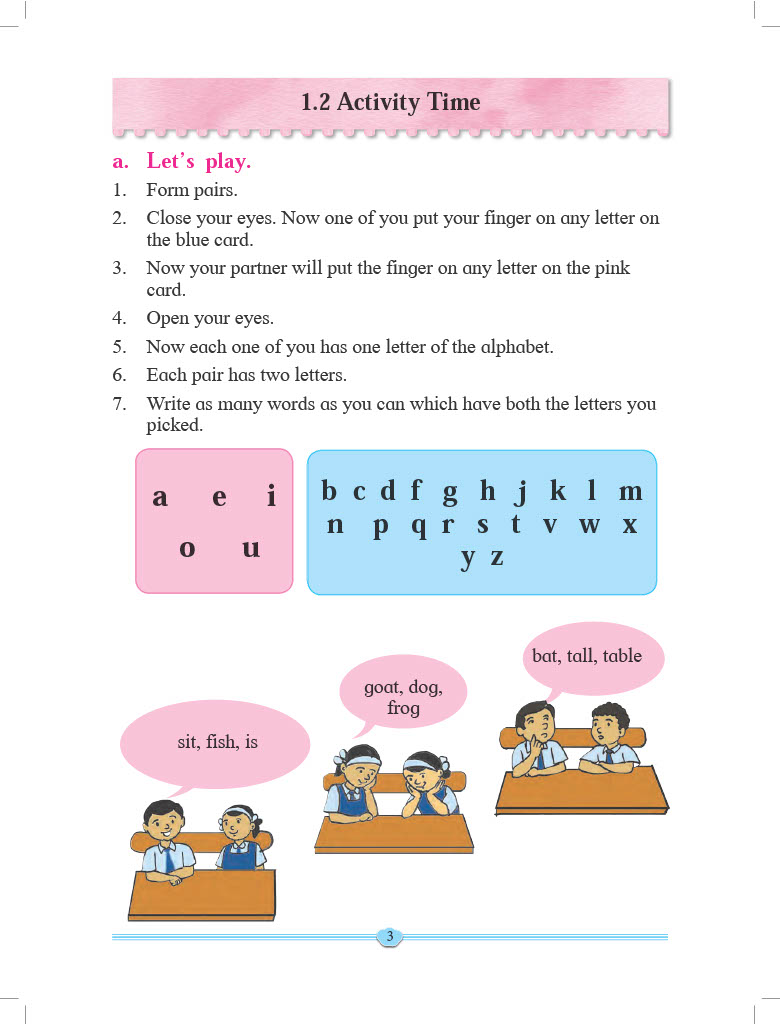 1.2 Activity Time
a. Let's play.
1. Form pairs.
2. Close your eyes. Now one of you put your finger on any letter on
the blue card.
3. Now your partner will put the finger on any letter on the pink
card.
4. Open your eyes.
5. Now each one of you has one letter of the alphabet.
6. Each pair has two letters.
7. Write as many words as you can which have both the letters you
picked.
a e i
o u
b c d f g h j k l m
n p q r s t v w x
y z
bat, tall, table
goat, dog,
frog
sit, fish, is
3